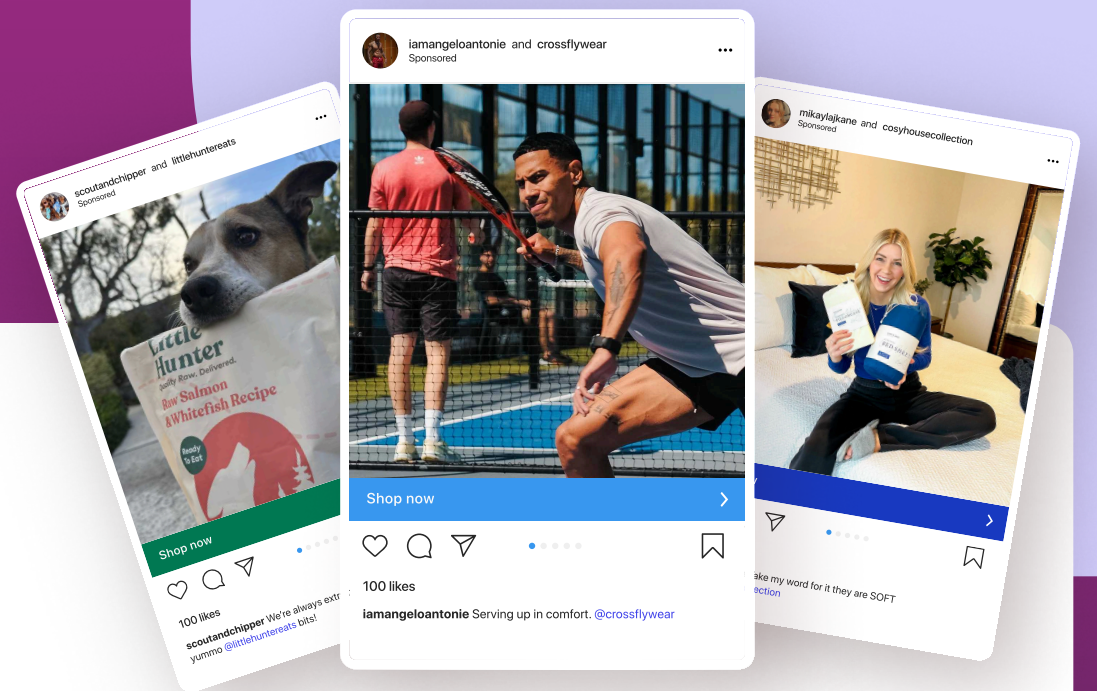 scoutandchipper and littlehuntereats
Sponsored
Little
Hunter
Quality Raw, Delivered.
Raw Salmon
& Whitefish Recipe
Ready
To Eat
Shop now
100 likes
scoutandchipper We're always extr
yummo @littlehuntereats bits!
iamangeloantonie and crossflywear
Sponsored
Shop now
100 likes
iamangeloantonie Serving up in comfort. @crossflywear
mikaylajkane and cosyhousecollection
Sponsored
ake my word for it they are SOFT
ection